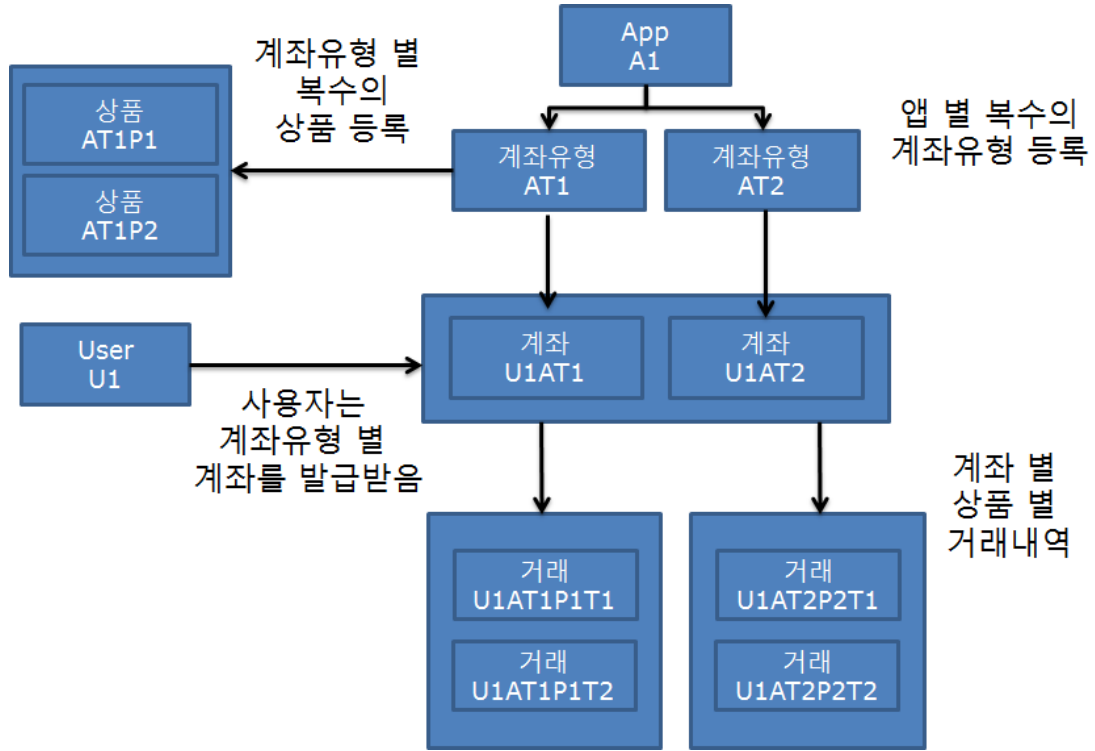 App
A1
계좌유형 별
복수의
상품 등록
상품
AT1P1
상품
AT1P2
계좌유형
AT1
계좌유형
AT2
앱 별 복수의
계좌유형 등록
User
U1
계좌
U1AT1
계좌
U1AT2
사용자는
계좌유형 별
계좌를 발급받음
계좌 별
상품 별
거래내역
거래
U1AT1P1T1
거래
U1AT1P1T2
거래
U1AT2P2T1
거래
U1AT2P2T2